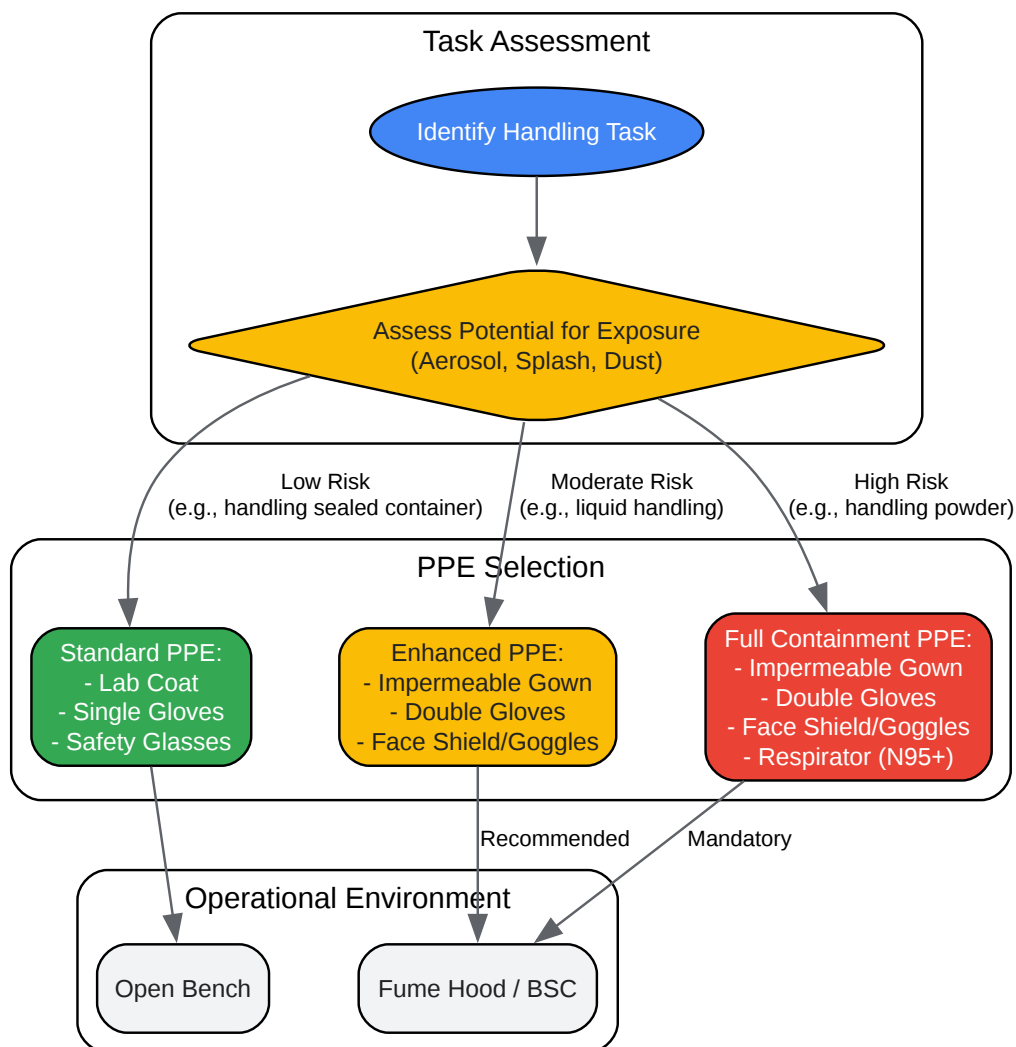 Task Assessment
Identify Handling Task
Assess Potential for Exposure
(Aerosol, Splash, Dust)
Low Risk
(e.g., handling sealed container)
Moderate Risk
(e.g., liquid handling)
High Risk
(e.g., handling powder)
PPE Selection
Standard PPE:
- Lab Coat
- Single Gloves
- Safety Glasses
Enhanced PPE:
- Impermeable Gown
- Double Gloves
- Face Shield/Goggles
Full Containment PPE:
- Impermeable Gown
- Double Gloves
- Face Shield/Goggles
- Respirator (N95+)
Recommended
Mandatory
Operational Environment
Open Bench
Fume Hood / BSC